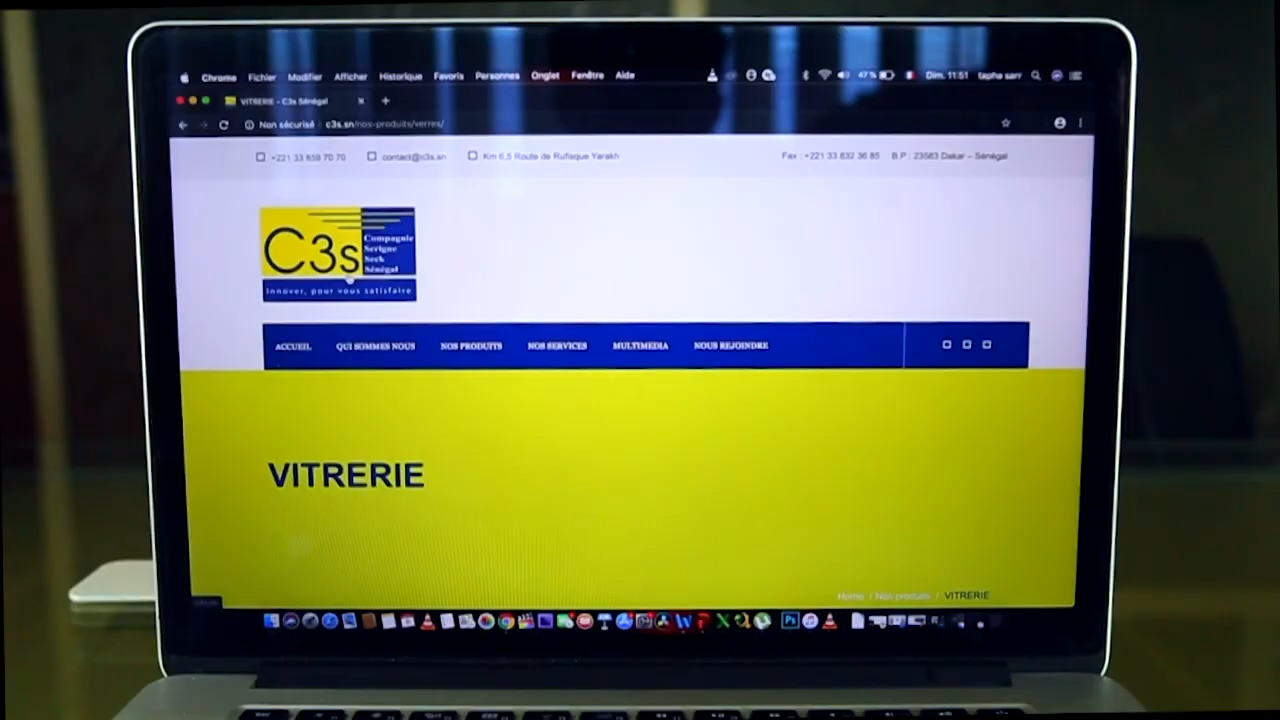 Chrome Fichier Modifier Afficher Historique Favoris Personnes Onglet Fenêtre Aide 47 % Dim. 11:51 tapha sarr
VITRERIE - C3s Sénégal
Non sécurisé c3s.sn/nos-produits/verres/
+221 33 859 70 70 contact@c3s.sn Km 6,5 Route de Rufisque Yarakh Fax : +221 33 832 36 85 B.P : 23583 Dakar – Sénégal
C3s
Compagnie
Serigne
Seck
Sénégal
Innover, pour vous satisfaire
ACCUEIL QUI SOMMES NOUS NOS PRODUITS NOS SERVICES MULTIMEDIA NOUS REJOINDRE
VITRERIE
Home / Nos produits / VITRERIE